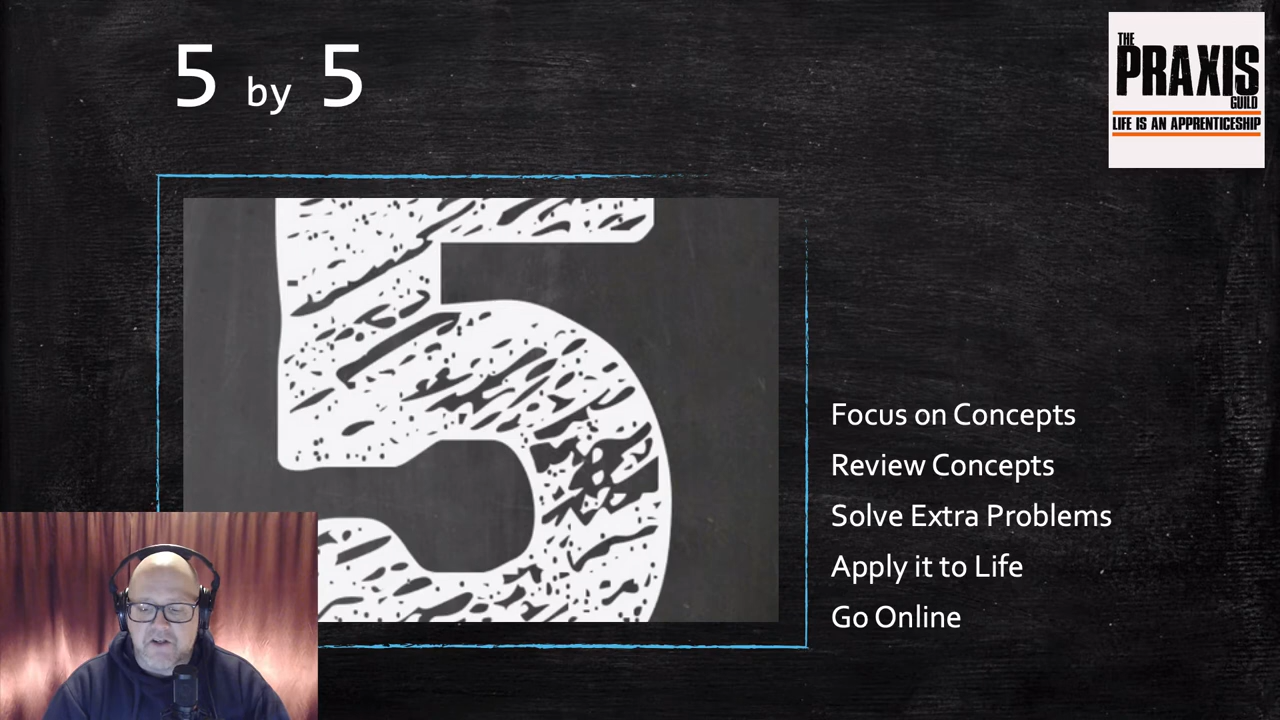 5 by 5
THE
PRAXIS
GUILD
LIFE IS AN APPRENTICESHIP
5
Focus on Concepts
Review Concepts
Solve Extra Problems
Apply it to Life
Go Online